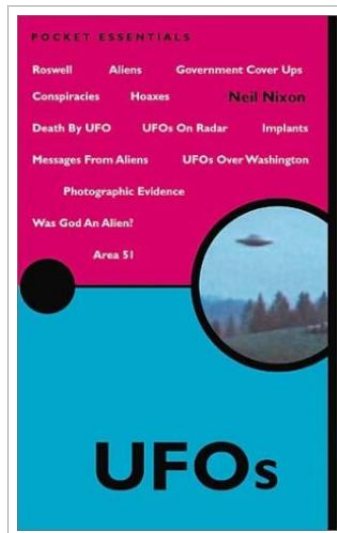 POCKET ESSENTIALS
Roswell Aliens Government Cover Ups
Conspiracies Hoaxes Neil Nixon
Death By UFO UFOs On Radar Implants
Messages From Aliens UFOs Over Washington
Photographic Evidence
Was God An Alien?
Area 51
UFOs